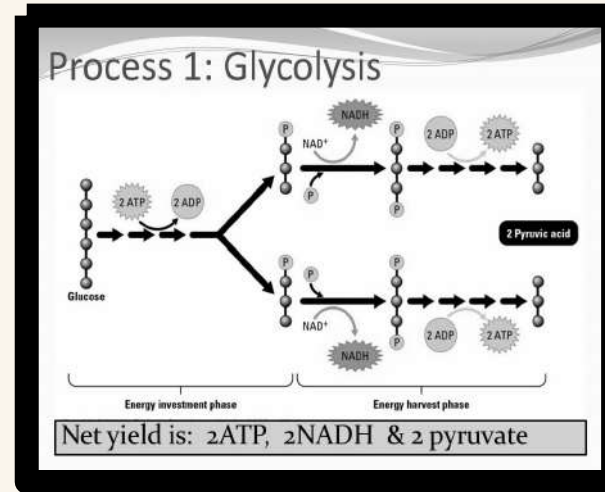 Process 1: Glycolysis
P
NADH
P
NAD+
2 ADP
2 ATP
P
P
2 ATP
2 ADP
2 Pyruvic acid
Glucose
P
P
P
NAD+
NADH
2 ADP
2 ATP
P
Energy investment phase
Energy harvest phase
Net yield is: 2ATP, 2NADH & 2 pyruvate